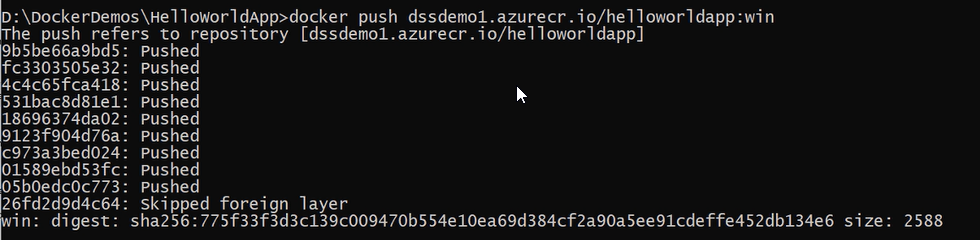 D:\DockerDemos\HelloWorldApp>docker push dssdemo1.azurecr.io/helloworldapp:win
The push refers to repository [dssdemo1.azurecr.io/helloworldapp]
9b5be66a9bd5: Pushed
fc3303505e32: Pushed
4c4c65fca418: Pushed
531bac8d81e1: Pushed
18696374da02: Pushed
9123f904d76a: Pushed
c973a3bed024: Pushed
01589ebd53fc: Pushed
05b0edc0c773: Pushed
26fd2d9d4c64: Skipped foreign layer
win: digest: sha256:775f33f3d3c139c009470b554e10ea69d384cf2a90a5ee91cdeffe452db134e6 size: 2588